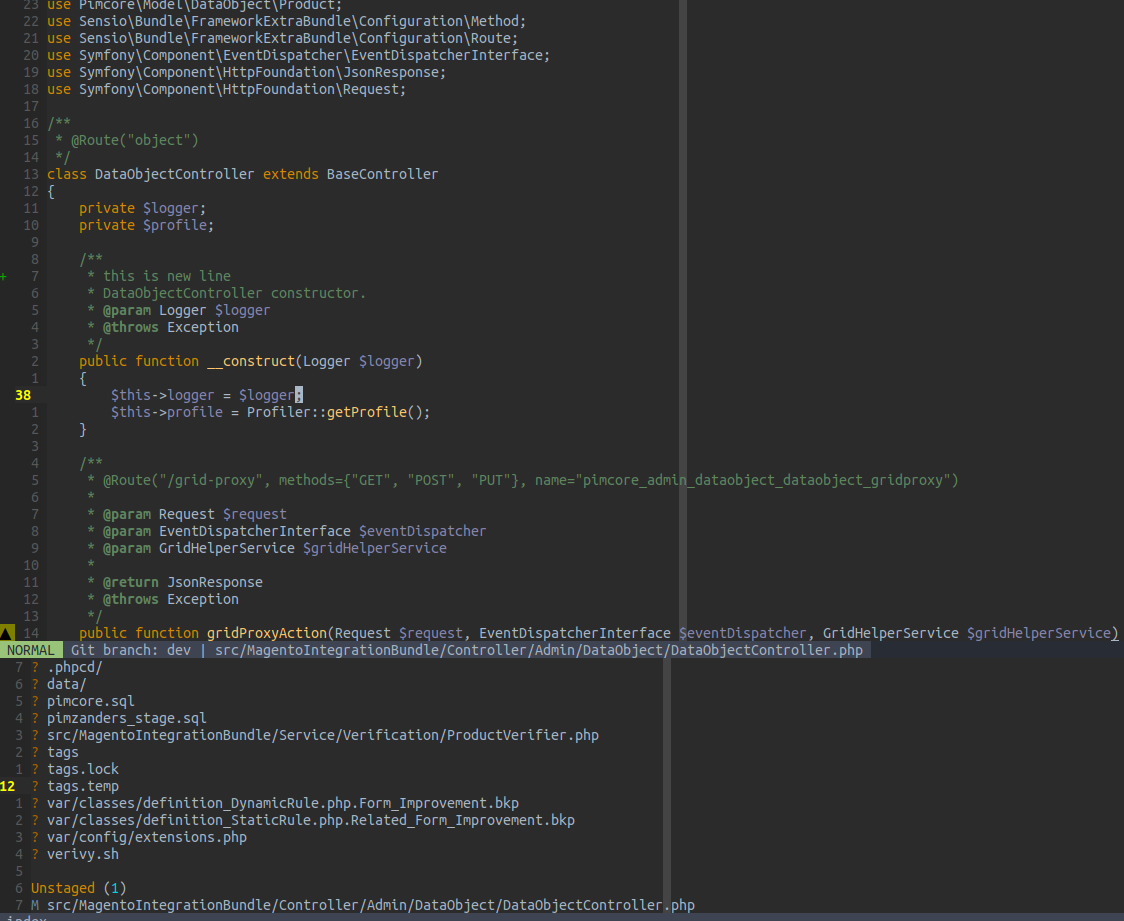 23 use Pimcore\Model\DataObject\Product;
22 use Sensio\Bundle\FrameworkExtraBundle\Configuration\Method;
21 use Sensio\Bundle\FrameworkExtraBundle\Configuration\Route;
20 use Symfony\Component\EventDispatcher\EventDispatcherInterface;
19 use Symfony\Component\HttpFoundation\JsonResponse;
18 use Symfony\Component\HttpFoundation\Request;
17
16 /**
15  * @Route("object")
14  */
13 class DataObjectController extends BaseController
12 {
11     private $logger;
10     private $profile;
9
8     /**
+ 7      * this is new line
6      * DataObjectController constructor.
5      * @param Logger $logger
4      * @throws Exception
3      */
2     public function __construct(Logger $logger)
1     {
38         $this->logger = $logger;
1         $this->profile = Profiler::getProfile();
2     }
3
4     /**
5      * @Route("/grid-proxy", methods={"GET", "POST", "PUT"}, name="pimcore_admin_dataobject_dataobject_gridproxy")
6      *
7      * @param Request $request
8      * @param EventDispatcherInterface $eventDispatcher
9      * @param GridHelperService $gridHelperService
10      *
11      * @return JsonResponse
12      * @throws Exception
13      */
▲ 14     public function gridProxyAction(Request $request, EventDispatcherInterface $eventDispatcher, GridHelperService $gridHelperService)
NORMAL Git branch: dev | src/MagentoIntegrationBundle/Controller/Admin/DataObject/DataObjectController.php
7 ? .phpcd/
6 ? data/
5 ? pimcore.sql
4 ? pimzanders_stage.sql
3 ? src/MagentoIntegrationBundle/Service/Verification/ProductVerifier.php
2 ? tags
1 ? tags.lock
12 ? tags.temp
1 ? var/classes/definition_DynamicRule.php.Form_Improvement.bkp
2 ? var/classes/definition_StaticRule.php.Related_Form_Improvement.bkp
3 ? var/config/extensions.php
4 ? verivy.sh
5
6 Unstaged (1)
7 M src/MagentoIntegrationBundle/Controller/Admin/DataObject/DataObjectController.php
index